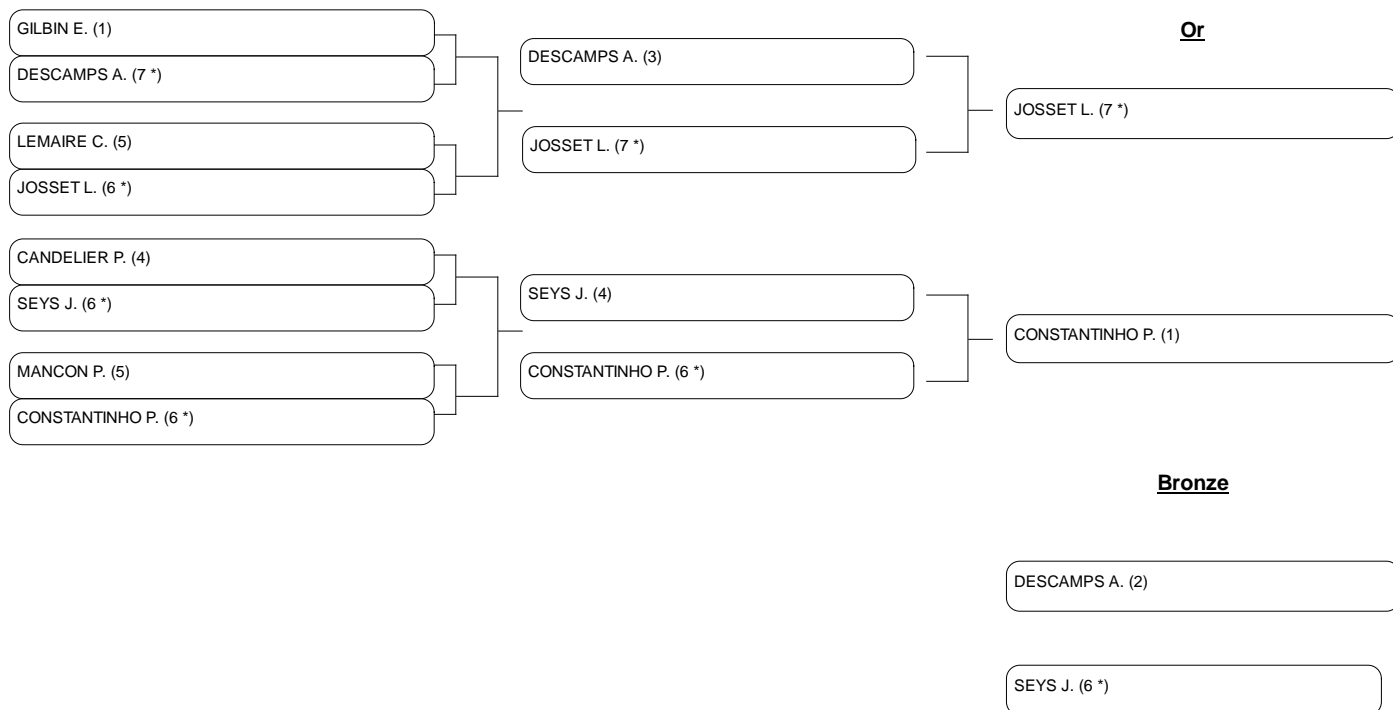 GILBIN E. (1)
DESCAMPS A. (7 *)
LEMAIRE C. (5)
JOSSET L. (6 *)
CANDELIER P. (4)
SEYS J. (6 *)
MANCON P. (5)
CONSTANTINHO P. (6 *)
DESCAMPS A. (3)
JOSSET L. (7 *)
SEYS J. (4)
CONSTANTINHO P. (6 *)
Or
JOSSET L. (7 *)
CONSTANTINHO P. (1)
Bronze
DESCAMPS A. (2)
SEYS J. (6 *)